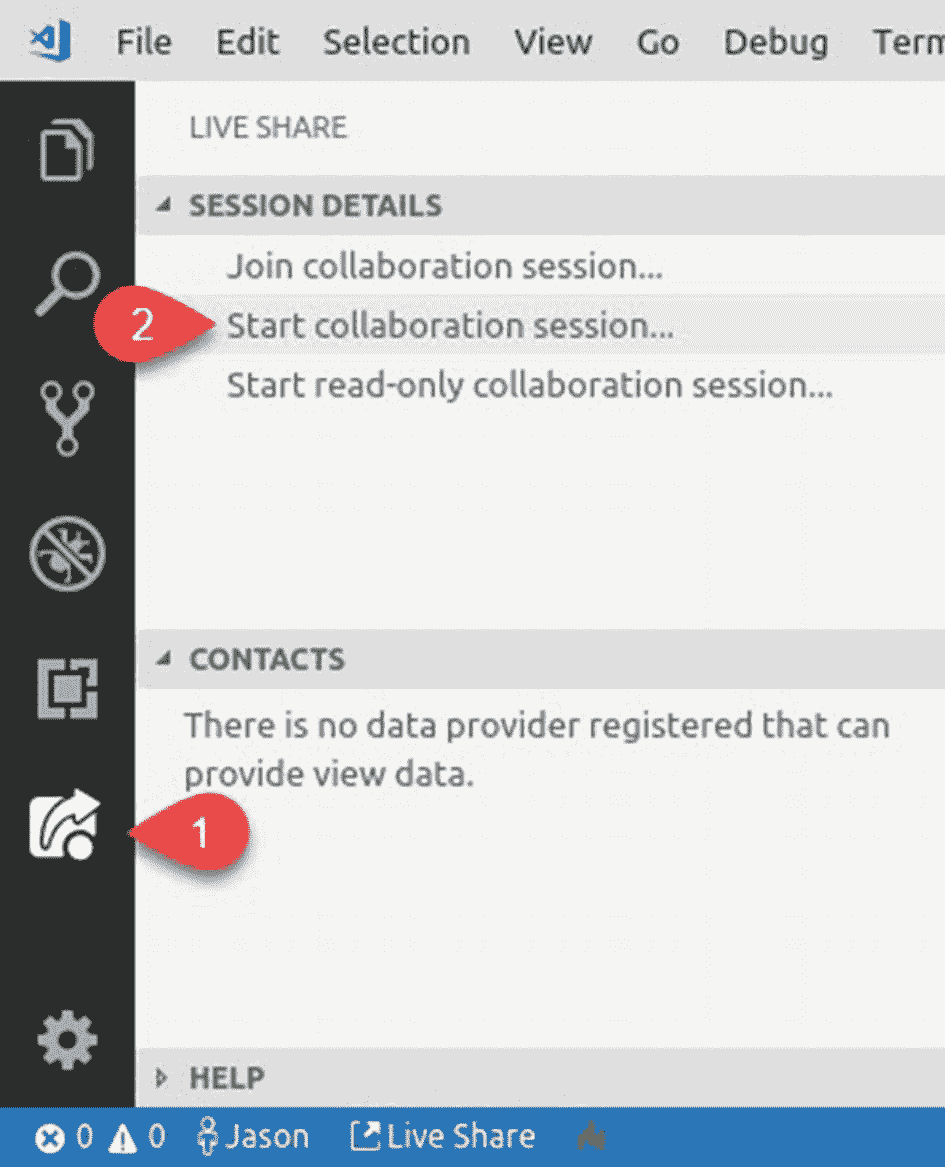 File Edit Selection View Go Debug Term
LIVE SHARE
SESSION DETAILS
Join collaboration session...
2
Start collaboration session...
Start read-only collaboration session...
CONTACTS
There is no data provider registered that can
provide view data.
1
HELP
0 0 Jason Live Share